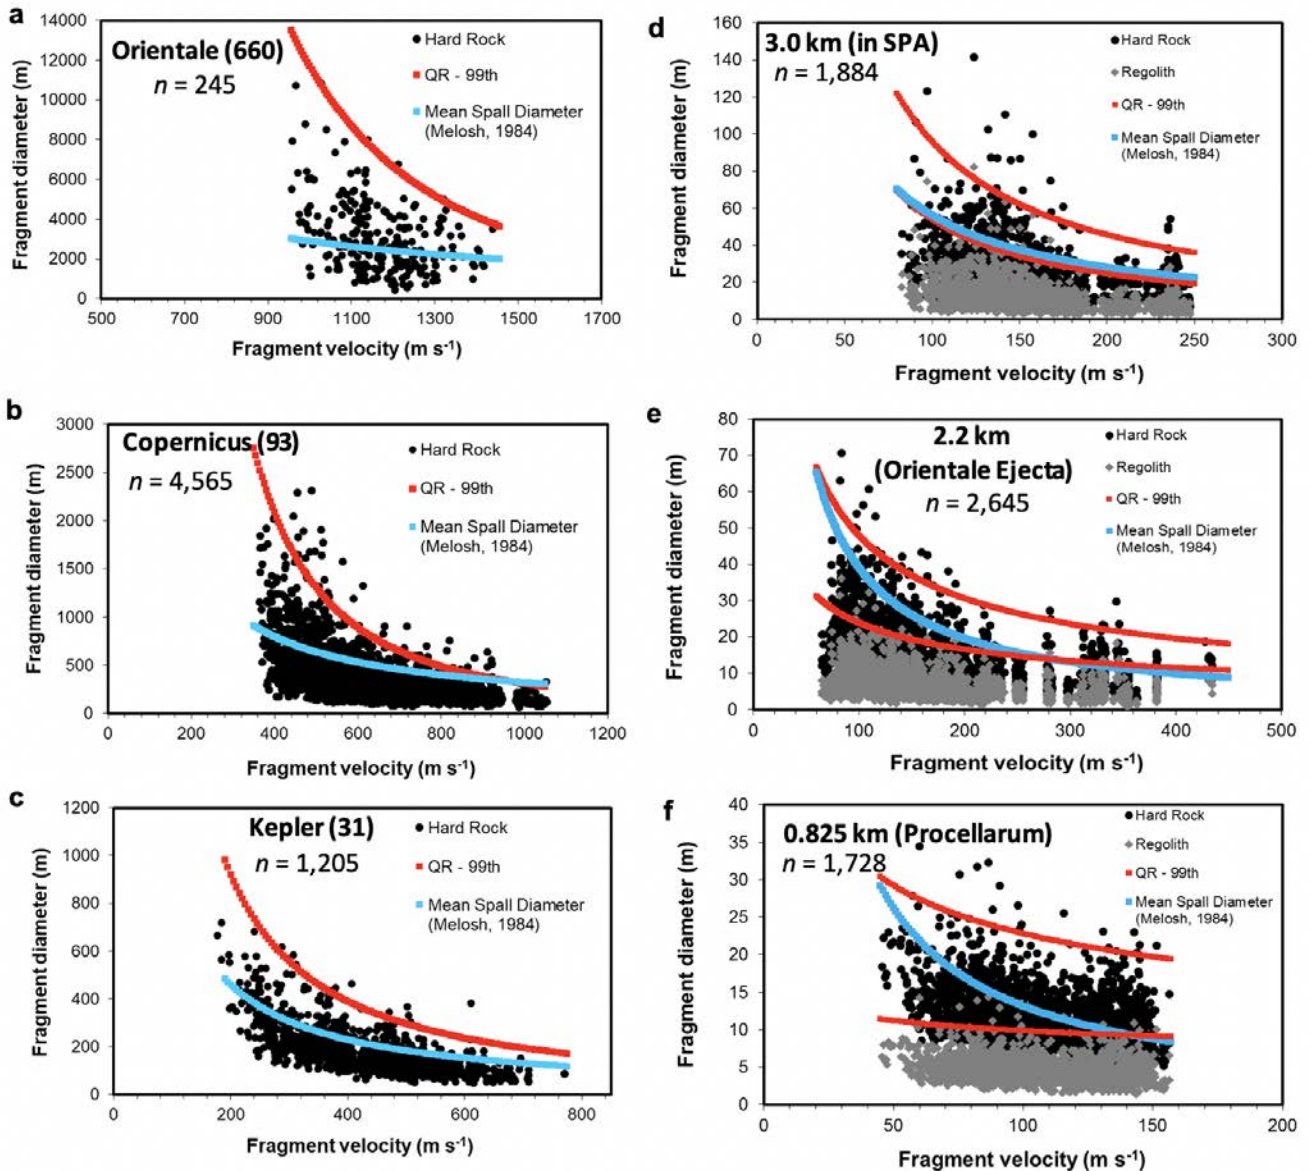 a
14000
12000
10000
8000
6000
4000
2000
0
Fragment diameter (m)
Orientale (660)
n = 245
Hard Rock
QR - 99th
Mean Spall Diameter
(Melosh, 1984)
500 700 900 1100 1300 1500 1700
Fragment velocity (m s-1)
b
3000
2500
2000
1500
1000
500
0
Fragment diameter (m)
Copernicus (93)
n = 4,565
Hard Rock
QR - 99th
Mean Spall Diameter
(Melosh, 1984)
0 200 400 600 800 1000 1200
Fragment velocity (m s-1)
c
1200
1000
800
600
400
200
0
Fragment diameter (m)
Kepler (31)
n = 1,205
Hard Rock
QR - 99th
Mean Spall Diameter
(Melosh, 1984)
0 200 400 600 800
Fragment velocity (m s-1)
d
160
140
120
100
80
60
40
20
0
Fragment diameter (m)
3.0 km (in SPA)
n = 1,884
Hard Rock
Regolith
QR - 99th
Mean Spall Diameter
(Melosh, 1984)
0 50 100 150 200 250 300
Fragment velocity (m s-1)
e
80
70
60
50
40
30
20
10
0
Fragment diameter (m)
2.2 km
(Orientale Ejecta)
n = 2,645
Hard Rock
Regolith
QR - 99th
Mean Spall Diameter
(Melosh, 1984)
0 100 200 300 400 500
Fragment velocity (m s-1)
f
40
35
30
25
20
15
10
5
0
Fragment diameter (m)
0.825 km (Procellarum)
n = 1,728
Hard Rock
Regolith
QR - 99th
Mean Spall Diameter
(Melosh, 1984)
0 50 100 150 200
Fragment velocity (m s-1)